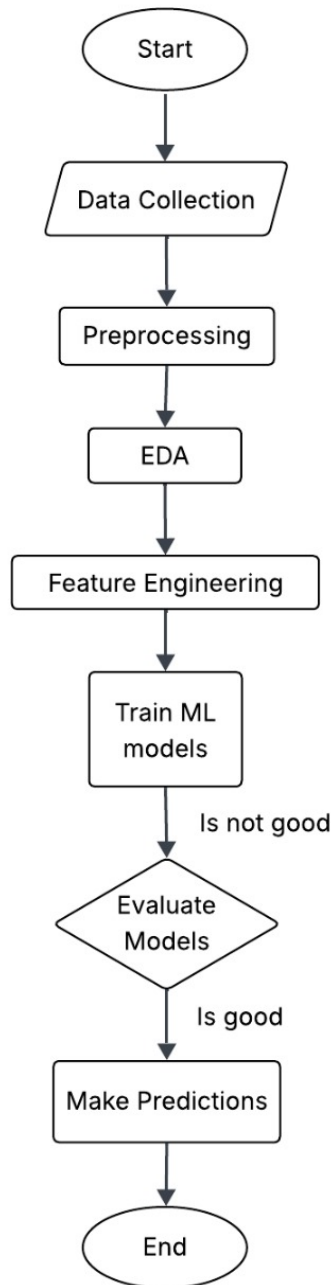 Start
Data Collection
Preprocessing
EDA
Feature Engineering
Train ML
models
Is not good
Evaluate
Models
Is good
Make Predictions
End